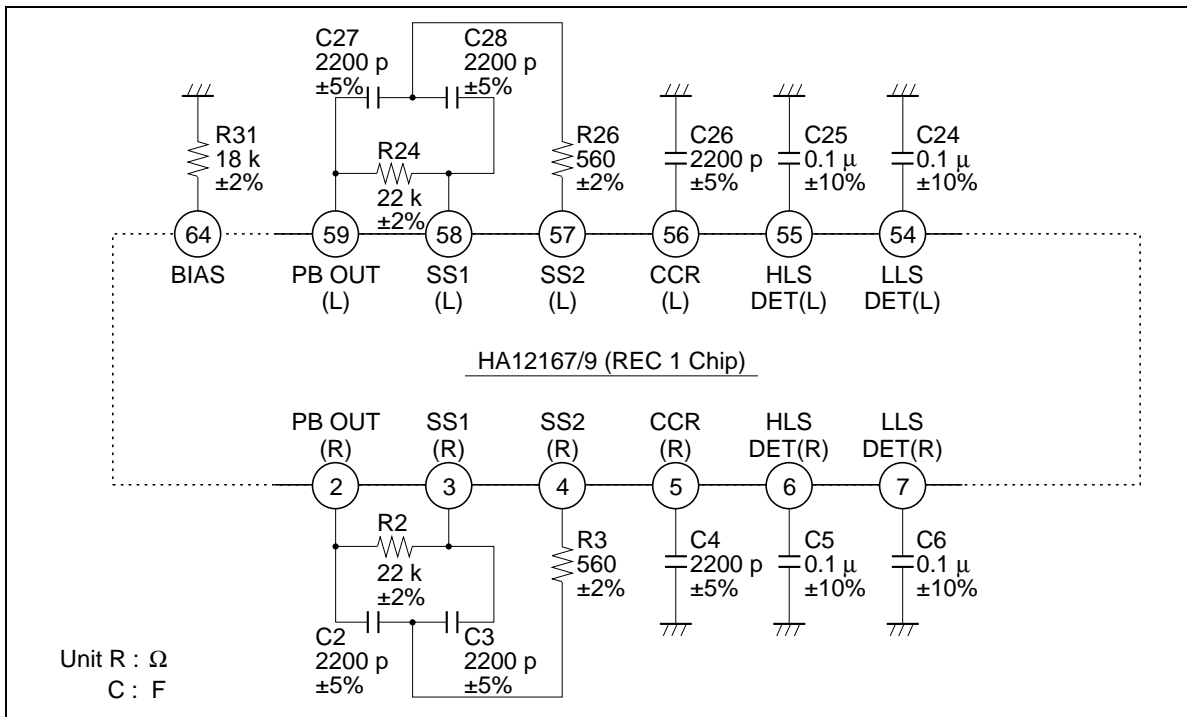 C27
2200 p
±5%
C28
2200 p
±5%
R31
18 k
±2%
R24
22 k
±2%
R26
560
±2%
C26
2200 p
±5%
C25
0.1 μ
±10%
C24
0.1 μ
±10%
64
59
58
57
56
55
54
BIAS
PB OUT
(L)
SS1
(L)
SS2
(L)
CCR
(L)
HLS
DET(L)
LLS
DET(L)
HA12167/9 (REC 1 Chip)
PB OUT
(R)
SS1
(R)
SS2
(R)
CCR
(R)
HLS
DET(R)
LLS
DET(R)
2
3
4
5
6
7
R2
22 k
±2%
R3
560
±2%
C4
2200 p
±5%
C5
0.1 μ
±10%
C6
0.1 μ
±10%
C2
2200 p
±5%
C3
2200 p
±5%
Unit R : Ω
C : F